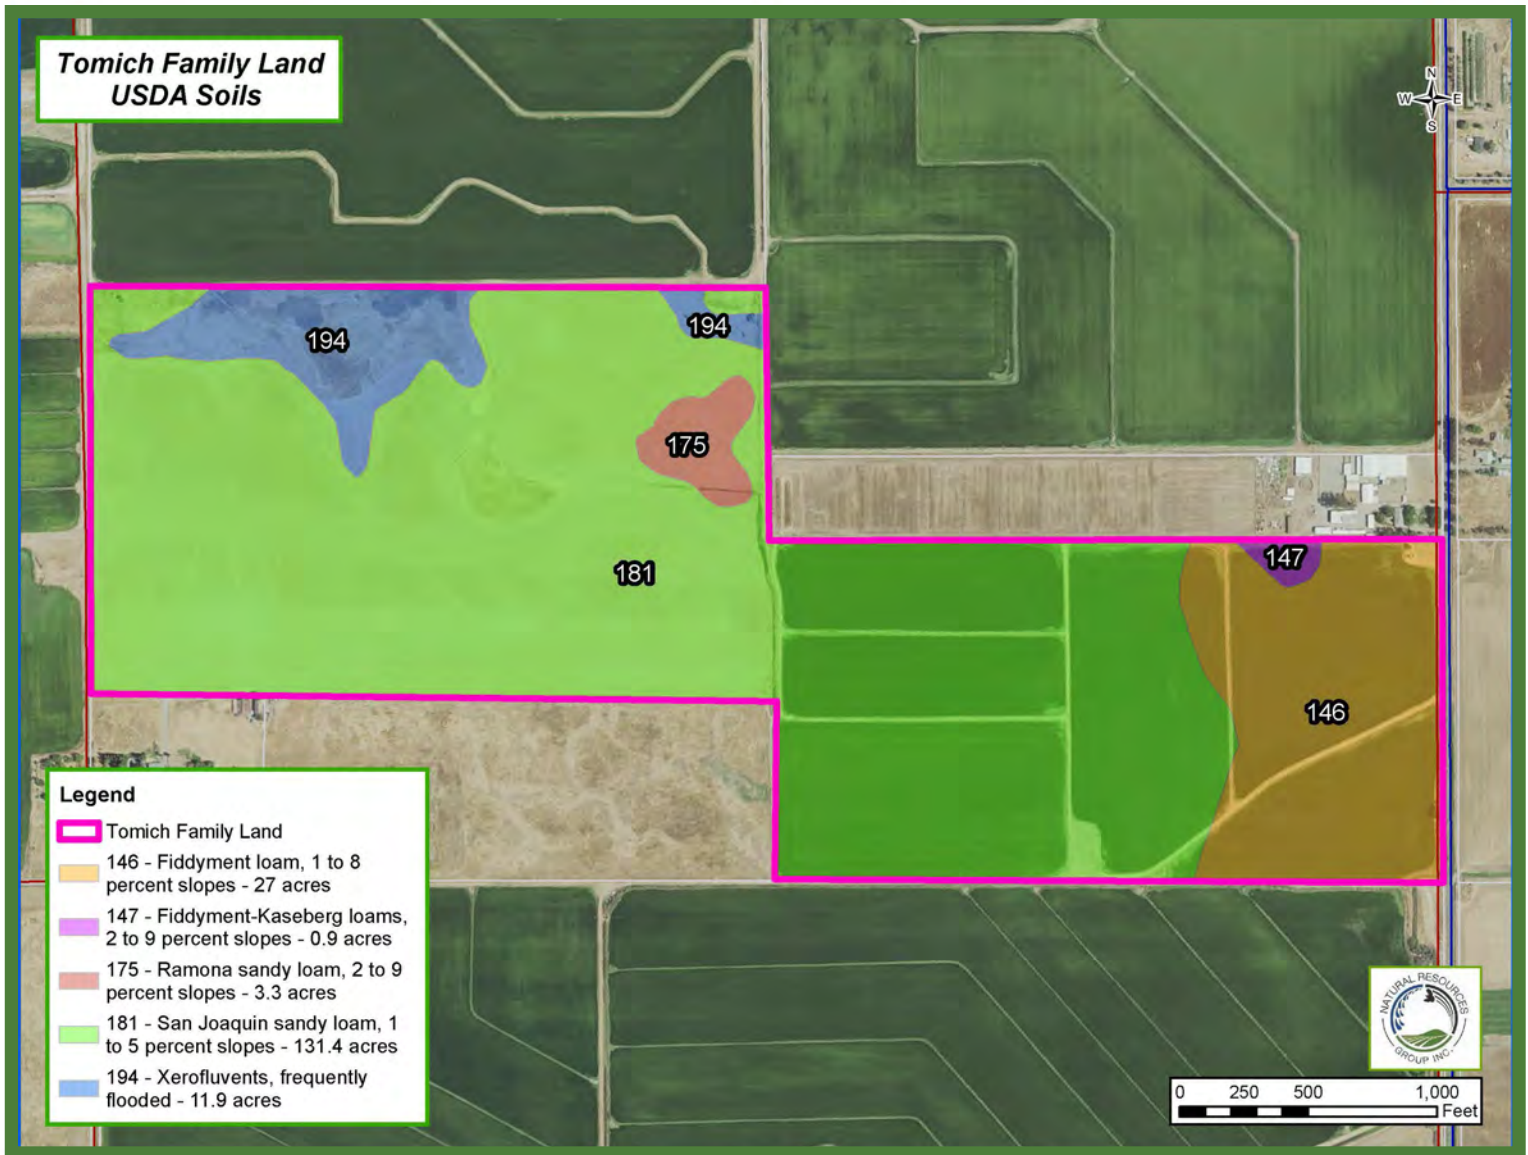 Tomich Family Land
USDA Soils
N
W E
S
194
194
175
181
147
146
Legend
Tomich Family Land
146 - Fiddyment loam, 1 to 8
percent slopes - 27 acres
147 - Fiddyment-Kaseberg loams,
2 to 9 percent slopes - 0.9 acres
175 - Ramona sandy loam, 2 to 9
percent slopes - 3.3 acres
181 - San Joaquin sandy loam, 1
to 5 percent slopes - 131.4 acres
194 - Xerofluvents, frequently
flooded - 11.9 acres
NATURAL RESOURCES
GROUP INC.
0 250 500 1,000
Feet